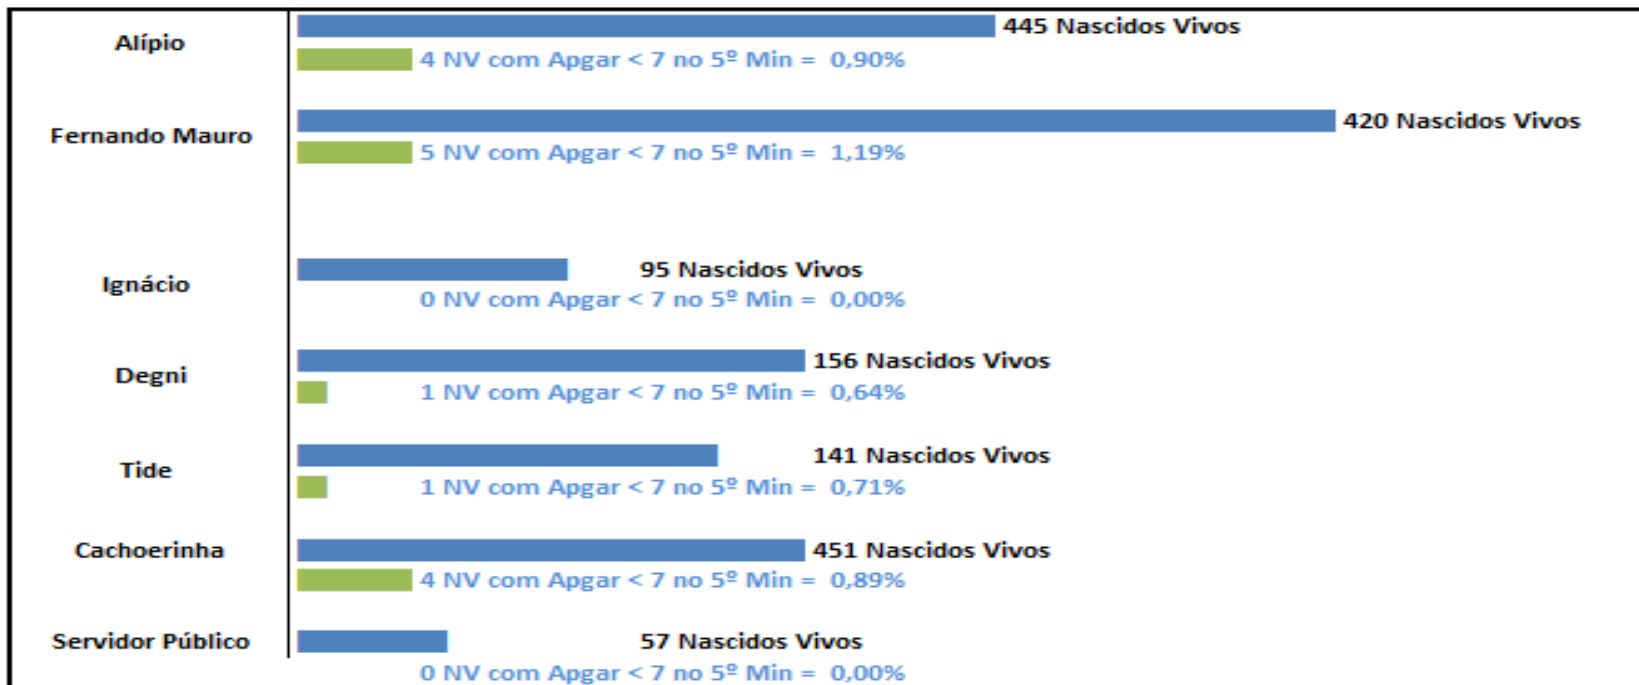 Alípio
445 Nascidos Vivos
4 NV com Apgar < 7 no 5º Min = 0,90%
Fernando Mauro
420 Nascidos Vivos
5 NV com Apgar < 7 no 5º Min = 1,19%
Ignácio
95 Nascidos Vivos
0 NV com Apgar < 7 no 5º Min = 0,00%
Degni
156 Nascidos Vivos
1 NV com Apgar < 7 no 5º Min = 0,64%
Tide
141 Nascidos Vivos
1 NV com Apgar < 7 no 5º Min = 0,71%
Cachoerinha
451 Nascidos Vivos
4 NV com Apgar < 7 no 5º Min = 0,89%
Servidor Público
57 Nascidos Vivos
0 NV com Apgar < 7 no 5º Min = 0,00%